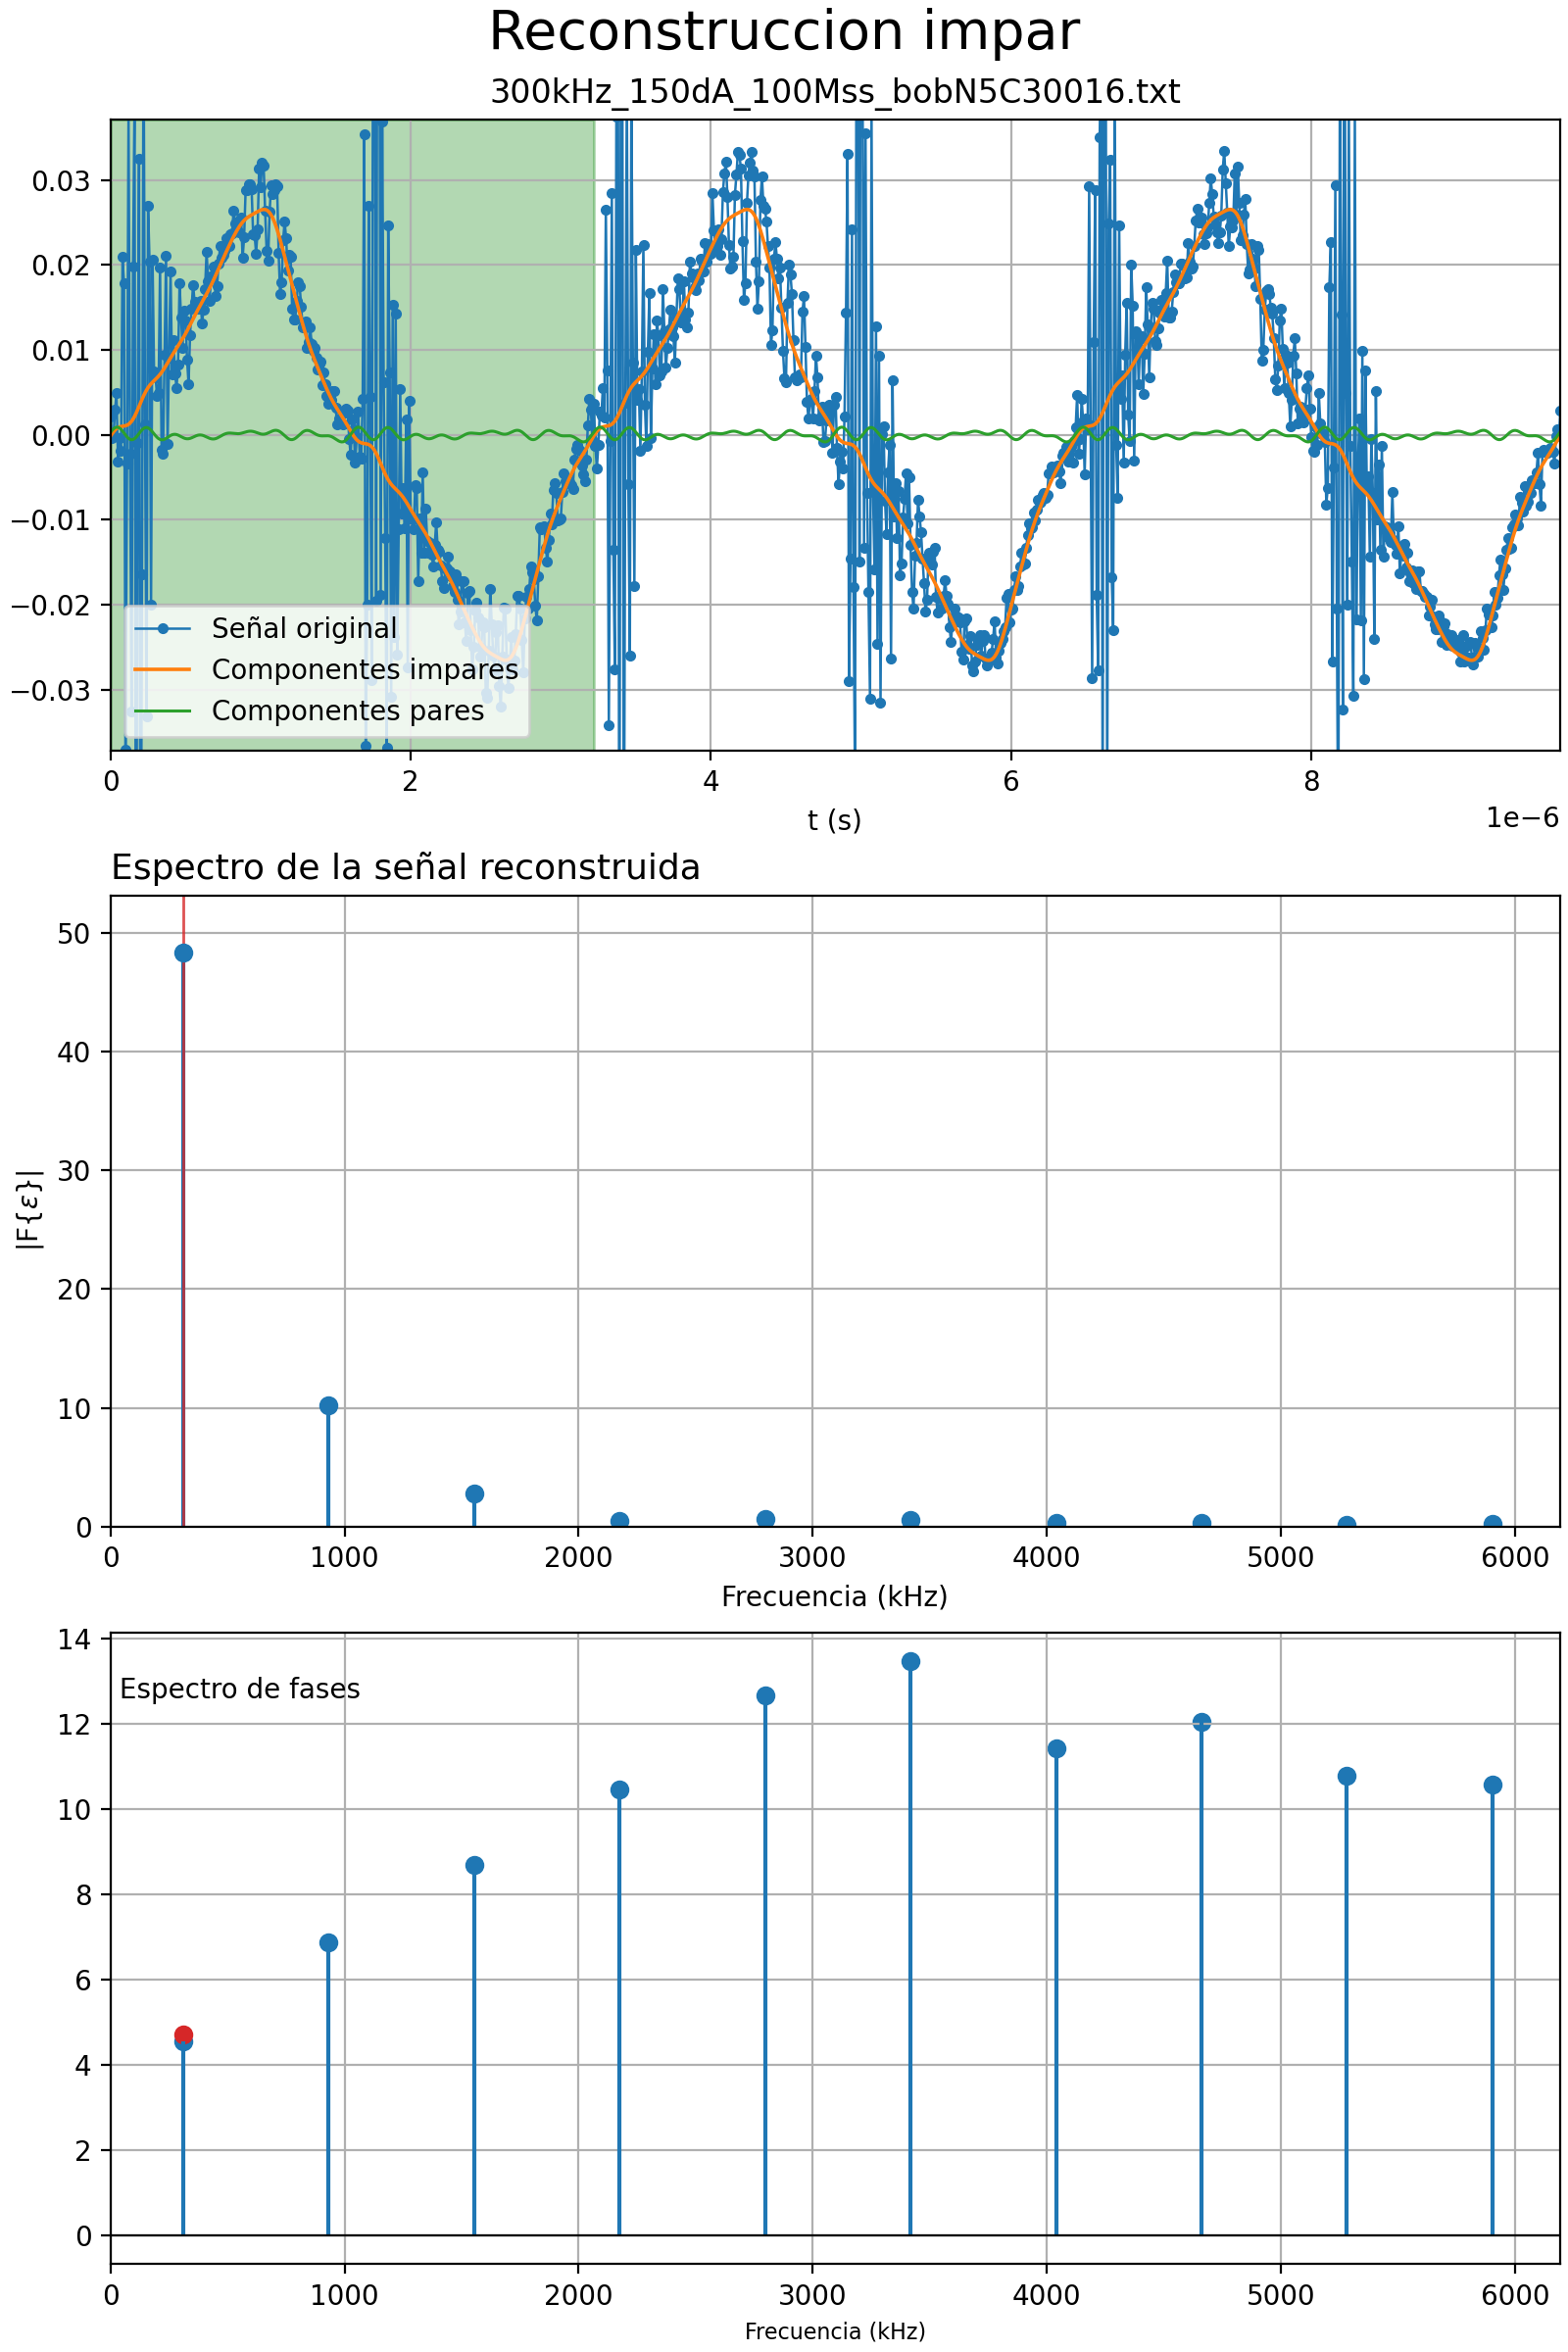 Reconstruccion impar
300kHz_150dA_100Mss_bobN5C30016.txt
0.03
0.02
0.01
0.00
−0.01
−0.02
−0.03
Señal original
Componentes impares
Componentes pares
0 2 4 6 8
t (s)
1e−6
Espectro de la señal reconstruida
50
40
30
20
10
0
|F{ε}|
0 1000 2000 3000 4000 5000 6000
Frecuencia (kHz)
14
12
10
8
6
4
2
0
Espectro de fases
0 1000 2000 3000 4000 5000 6000
Frecuencia (kHz)